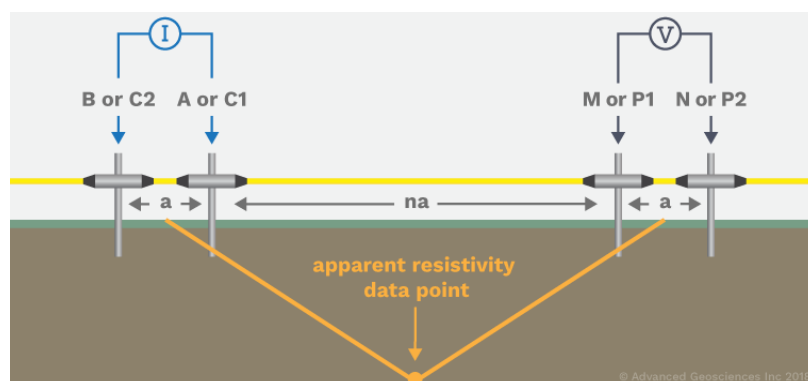 I
V
B or C2
A or C1
M or P1
N or P2
a
na
a
apparent resistivity
data point
© Advanced Geosciences Inc 2018